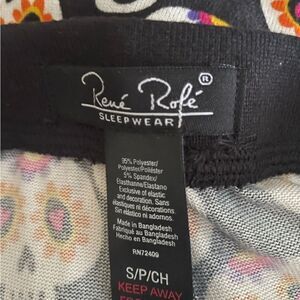 René Rofé ®
SLEEPWEAR
95% Polyester/
Polyester/Poliéster
5% Spandex/
Elasthanne/Elastano
Exclusive of elastic
and decoration. Sans
élastiques ni décorations.
Sin elástico ni adornos.
Made in Bangladesh
Fabriqué au Bangladesh
Hecho en Bangladesh
RN72409
S/P/CH
KEEP AWAY